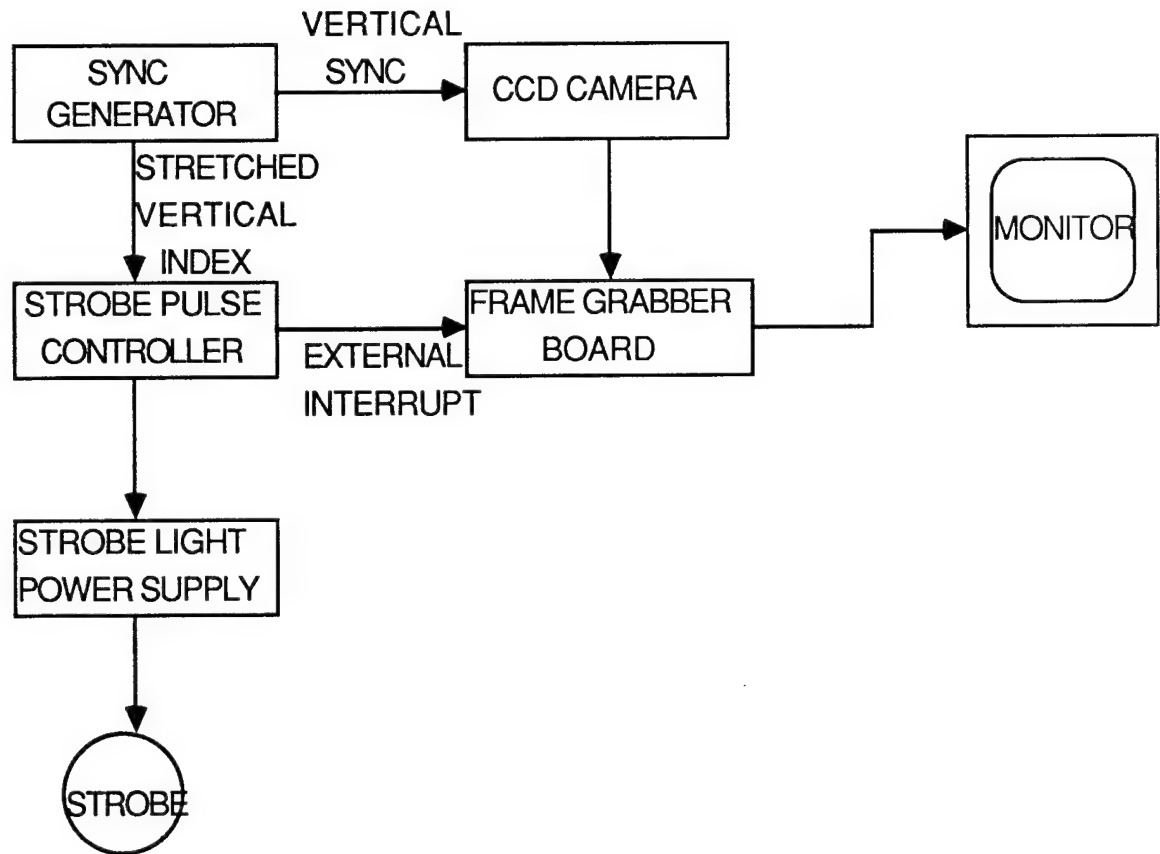 VERTICAL
SYNC
SYNC
GENERATOR
CCD CAMERA
STRETCHED
VERTICAL
INDEX
MONITOR
STROBE PULSE
CONTROLLER
EXTERNAL
INTERRUPT
FRAME GRABBER
BOARD
STROBE LIGHT
POWER SUPPLY
STROBE